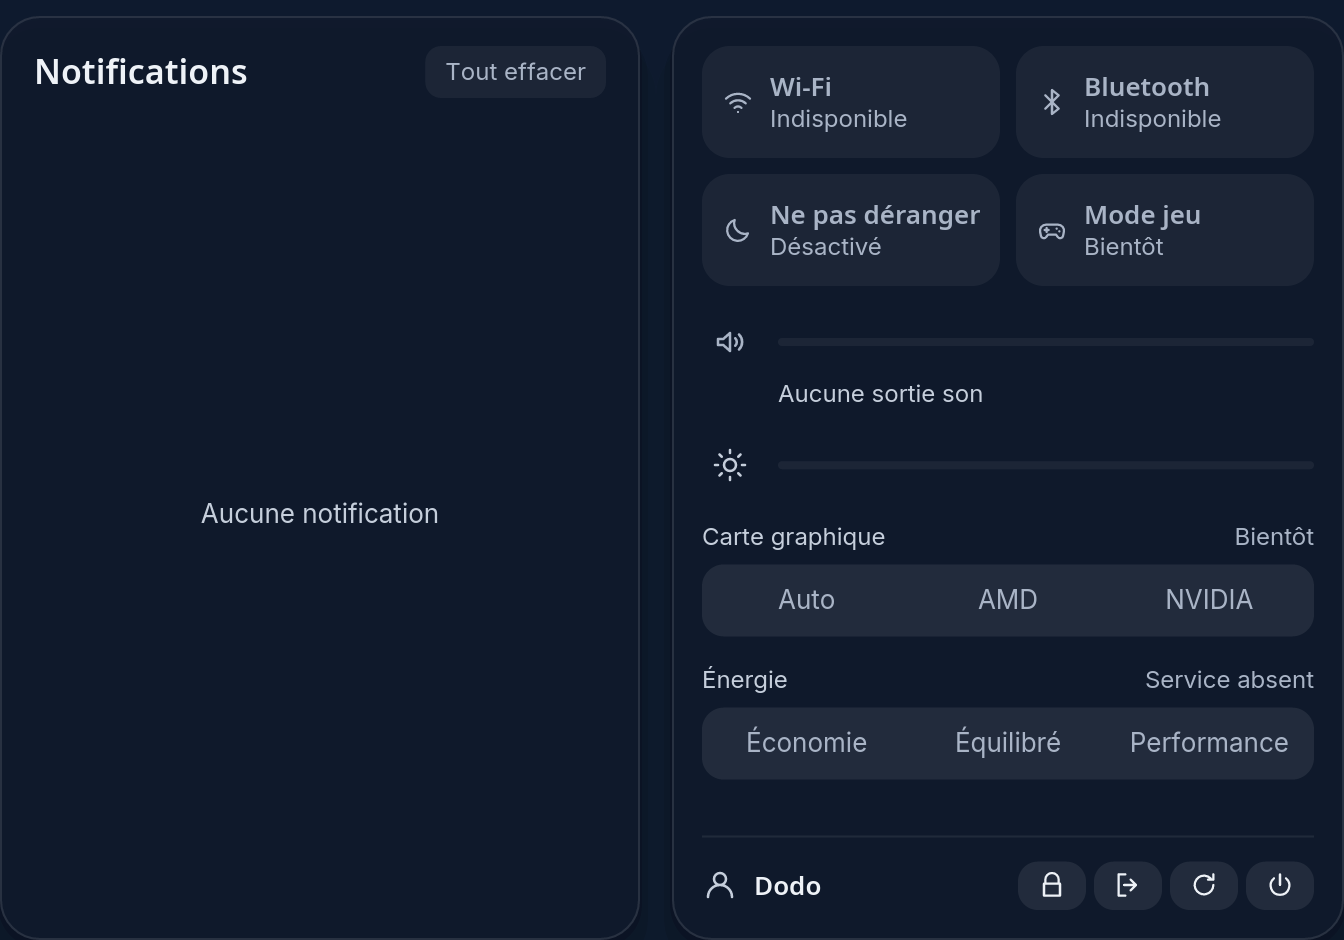 Notifications
Tout effacer
Aucune notification
Wi-Fi
Indisponible
Bluetooth
Indisponible
Ne pas déranger
Désactivé
Mode jeu
Bientôt
Aucune sortie son
Carte graphique
Bientôt
Auto
AMD
NVIDIA
Énergie
Service absent
Économie
Équilibré
Performance
Dodo